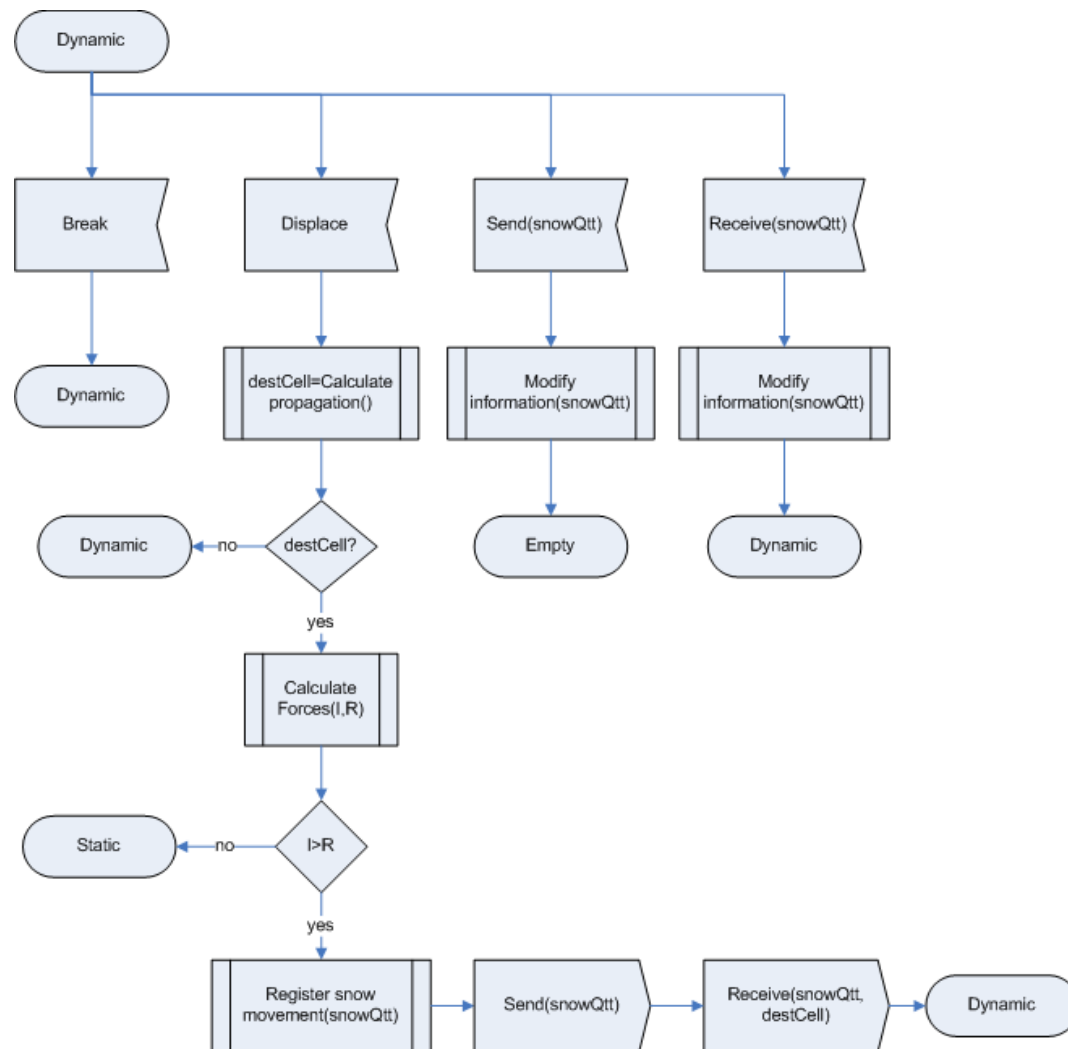 Dynamic
Break
Displace
Send(snowQtt)
Receive(snowQtt)
Dynamic
destCell=Calculate
propagation()
Modify
information(snowQtt)
Modify
information(snowQtt)
Dynamic
no
destCell?
Empty
Dynamic
yes
Calculate
Forces(I,R)
Static
no
I>R
yes
Register snow
movement(snowQtt)
Send(snowQtt)
Receive(snowQtt,
destCell)
Dynamic